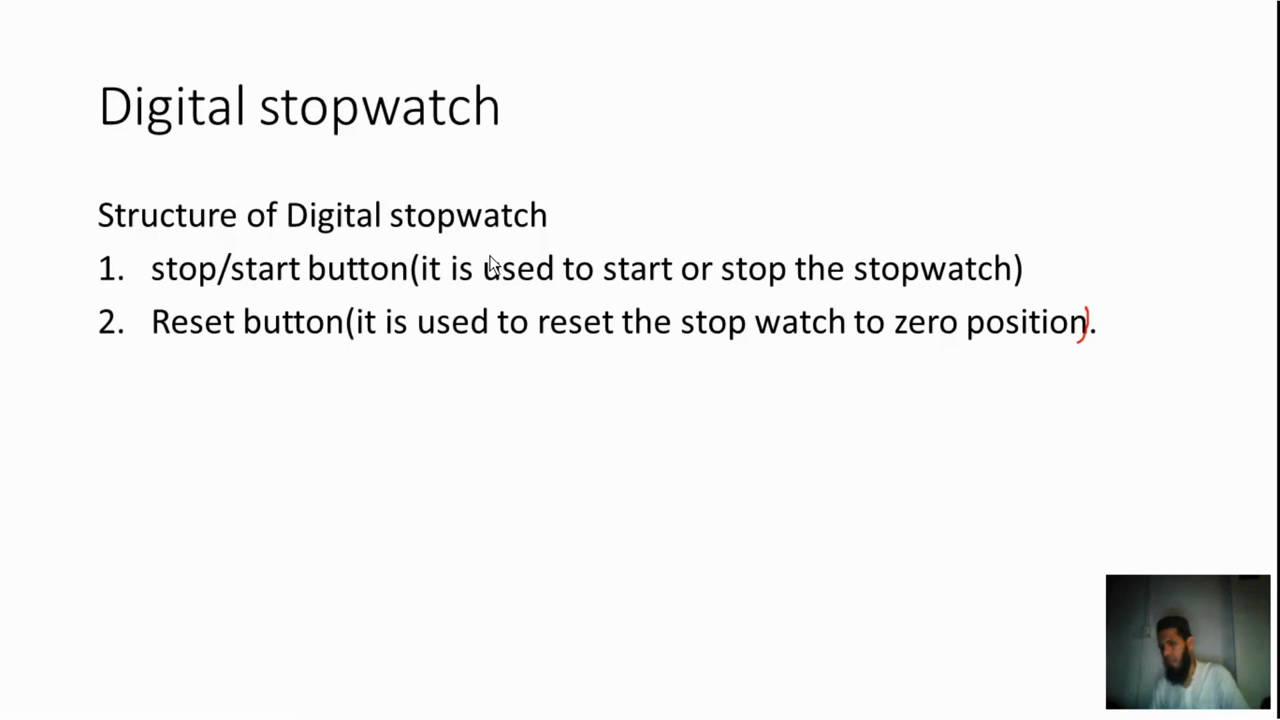 Digital stopwatch
Structure of Digital stopwatch
1. stop/start button(it is used to start or stop the stopwatch)
2. Reset button(it is used to reset the stop watch to zero position).